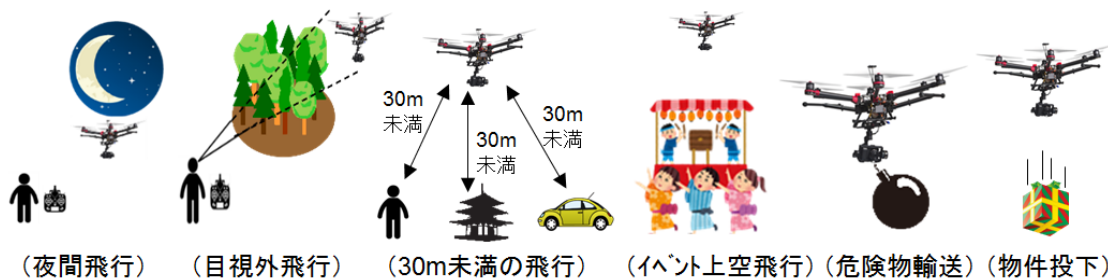 30m
未満
30m
未満
30m
未満
（夜間飛行）
（目視外飛行）
（30m未満の飛行）
（イベント上空飛行）
（危険物輸送）
（物件投下）